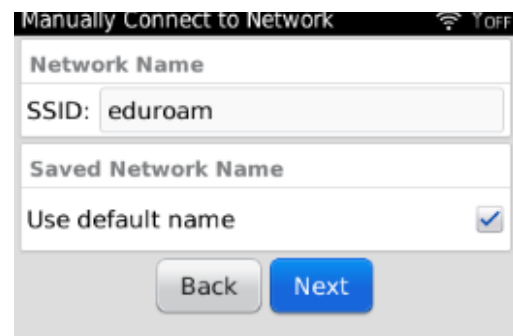 Manually Connect to Network OFF
Network Name
SSID: eduroam
Saved Network Name
Use default name
Back Next